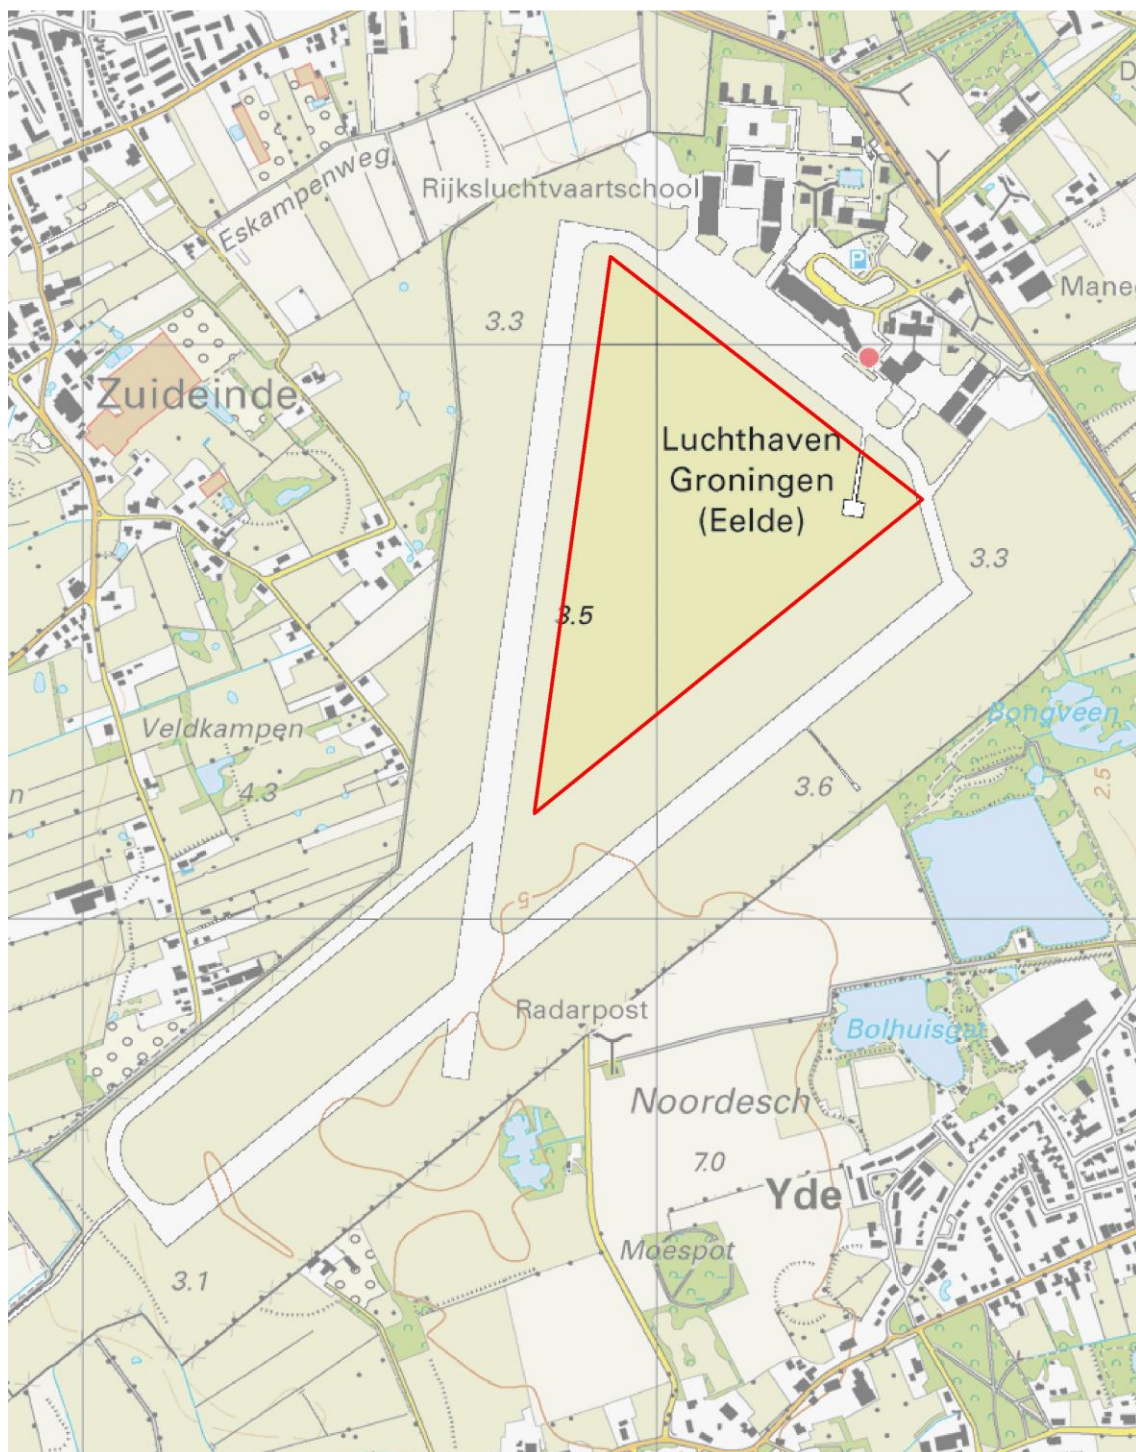 D
Eskampenweg
Rijksluchtvaartschool
P
Mane
3.3
Zuideinde
Luchthaven
Groningen
(Eelde)
3.3
3.5
Bongveen
Veldkampen
4.3
3.6
2.5
n
5
Radarpost
Bolhuisgat
Noordesch
7.0
Yde
Moespot
3.1